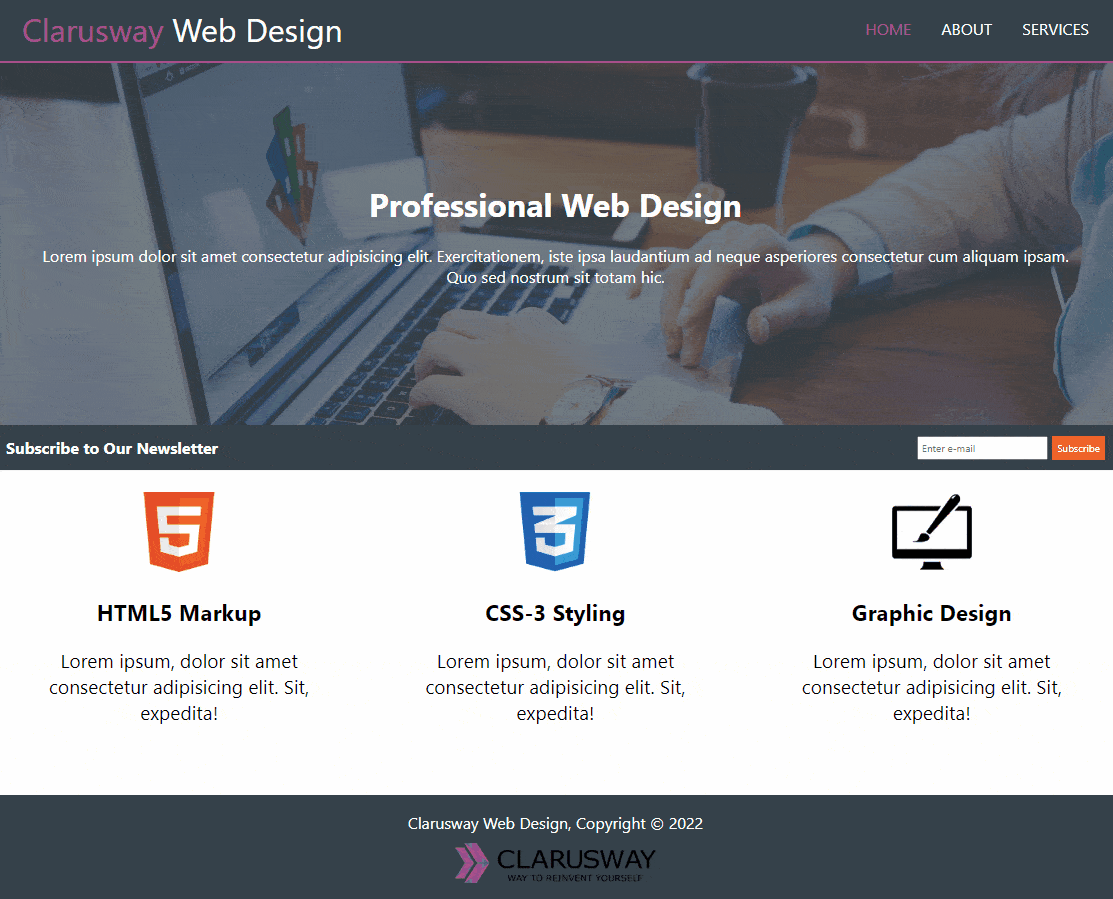 Clarusway Web Design
HOME ABOUT SERVICES
Professional Web Design
Lorem ipsum dolor sit amet consectetur adipisicing elit. Exercitationem, iste ipsa laudantium ad neque asperiores consectetur cum aliquam ipsam.
Quo sed nostrum sit totam hic.
Subscribe to Our Newsletter
Enter e-mail
Subscribe
HTML5 Markup
Lorem ipsum, dolor sit amet
consectetur adipisicing elit. Sit,
expedita!
CSS-3 Styling
Lorem ipsum, dolor sit amet
consectetur adipisicing elit. Sit,
expedita!
Graphic Design
Lorem ipsum, dolor sit amet
consectetur adipisicing elit. Sit,
expedita!
Clarusway Web Design, Copyright © 2022
CLARUSWAY
WAY TO REINVENT YOURSELF